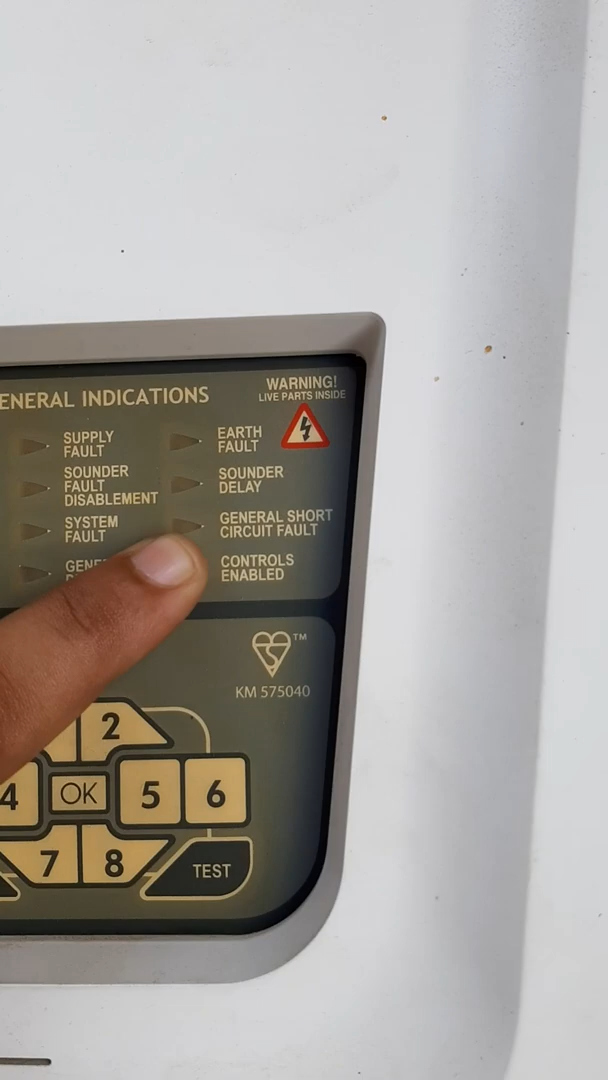 ENERAL INDICATIONS
WARNING!
LIVE PARTS INSIDE
SUPPLY
FAULT
EARTH
FAULT
SOUNDER
FAULT
DISABLEMENT
SOUNDER
DELAY
SYSTEM
FAULT
GENERAL SHORT
CIRCUIT FAULT
CONTROLS
ENABLED
TM
KM 575040
2
4
OK
5
6
7
8
TEST